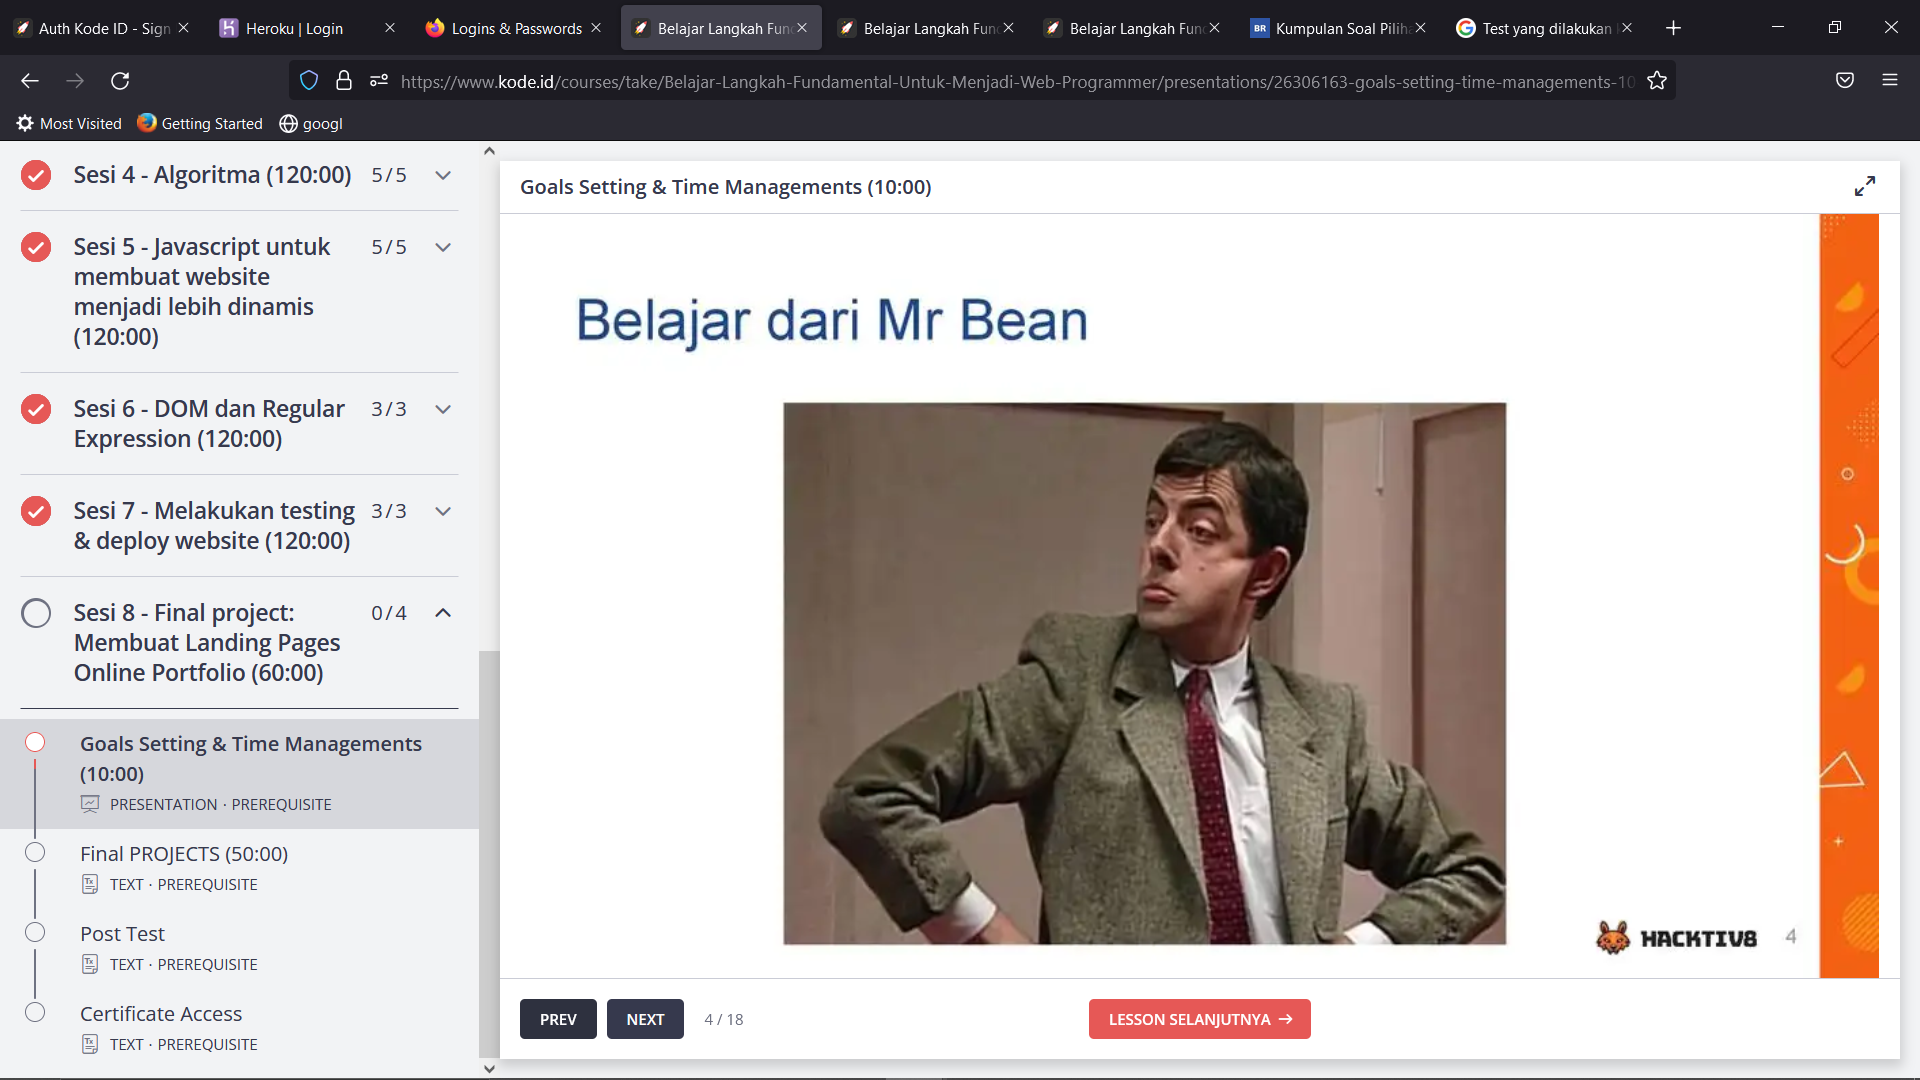 Auth Kode ID - Sign
Heroku | Login
Logins & Passwords
Belajar Langkah Fun
Belajar Langkah Fun
Belajar Langkah Fun
BR Kumpulan Soal Piliha
Test yang dilakukan
https://www.kode.id/courses/take/Belajar-Langkah-Fundamental-Untuk-Menjadi-Web-Programmer/presentations/26306163-goals-setting-time-managements-10
Most Visited
Getting Started
googl
Sesi 4 - Algoritma (120:00) 5 / 5
Sesi 5 - Javascript untuk 5 / 5
membuat website
menjadi lebih dinamis
(120:00)
Sesi 6 - DOM dan Regular 3 / 3
Expression (120:00)
Sesi 7 - Melakukan testing 3 / 3
& deploy website (120:00)
Sesi 8 - Final project: 0 / 4
Membuat Landing Pages
Online Portfolio (60:00)
Goals Setting & Time Managements
(10:00)
PRESENTATION · PREREQUISITE
Final PROJECTS (50:00)
TEXT · PREREQUISITE
Post Test
TEXT · PREREQUISITE
Certificate Access
TEXT · PREREQUISITE
Goals Setting & Time Managements (10:00)
Belajar dari Mr Bean
HACKTIV8 4
PREV
NEXT
4 / 18
LESSON SELANJUTNYA →